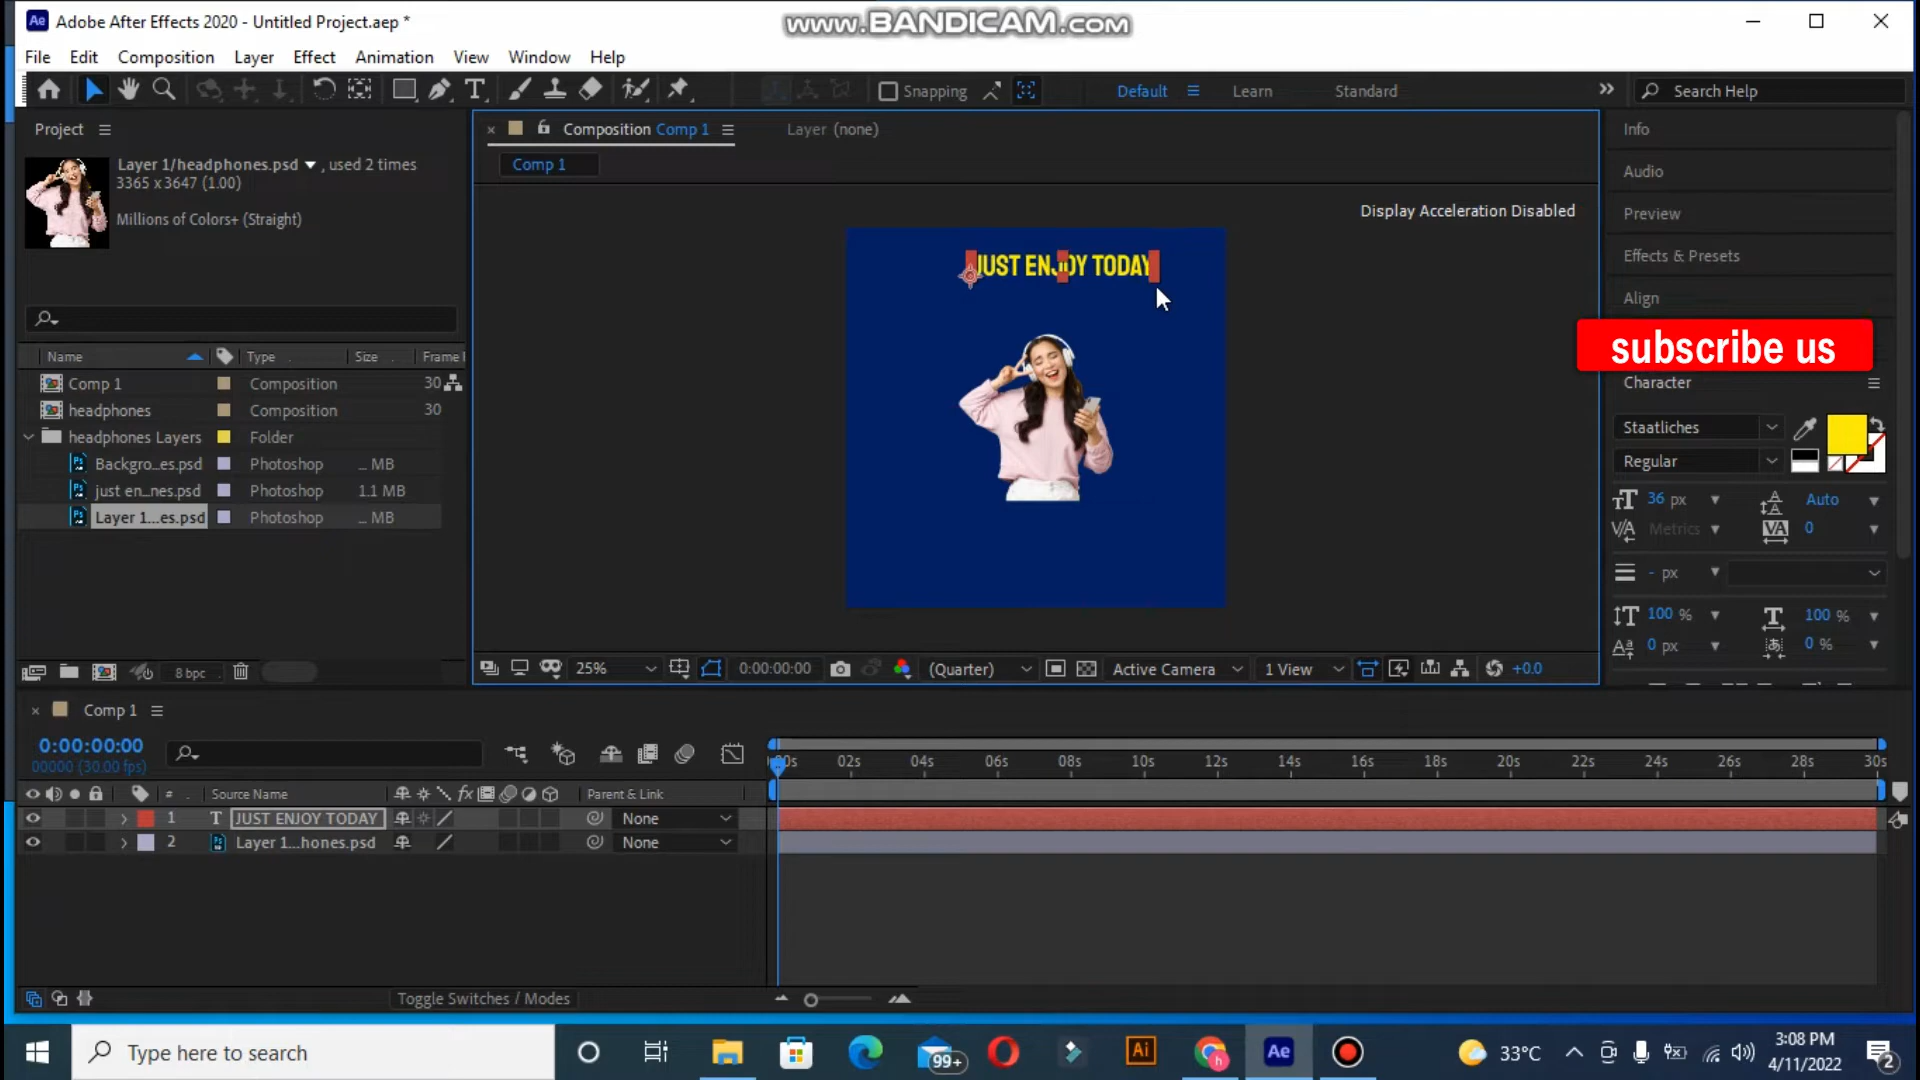 Adobe After Effects 2020 - Untitled Project.aep *
www.BANDICAM.com
File Edit Composition Layer Effect Animation View Window Help
Snapping
Default
Learn
Standard
Search Help
Project
Layer 1/headphones.psd, used 2 times
3365 x 3647 (1.00)
Millions of Colors+ (Straight)
Name Type Size Frame
Comp 1 Composition 30
headphones Composition 30
headphones Layers Folder
Backgro...es.psd Photoshop ... MB
just en...nes.psd Photoshop 1.1 MB
Layer 1...es.psd Photoshop ... MB
8 bpc
Composition Comp 1
Layer (none)
Comp 1
Display Acceleration Disabled
JUST ENJOY TODAY
25% 0:00:00:00 (Quarter) Active Camera 1 View +0.0
Info
Audio
Preview
Effects & Presets
Align
subscribe us
Character
Staatliches
Regular
36 px Auto
Metrics 0
- px
100 % 100 %
0 px 0 %
Comp 1
0:00:00:00
00000 (30.00 fps)
02s 04s 06s 08s 10s 12s 14s 16s 18s 20s 22s 24s 26s 28s 30s
# Source Name fx Parent & Link
1 T JUST ENJOY TODAY None
2 Layer 1...hones.psd None
Toggle Switches / Modes
Type here to search
99+
Ai
Ae
33°C
3:08 PM
4/11/2022
2